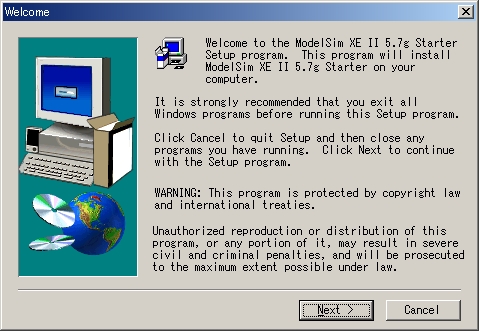 Welcome
Welcome to the ModelSim XE II 5.7g Starter
Setup program.  This program will install
ModelSim XE II 5.7g Starter on your
computer.
It is strongly recommended that you exit all
Windows programs before running this Setup program.
Click Cancel to quit Setup and then close any
programs you have running.  Click Next to continue
with the Setup program.
WARNING: This program is protected by copyright law
and international treaties.
Unauthorized reproduction or distribution of this
program, or any portion of it, may result in severe
civil and criminal penalties, and will be prosecuted
to the maximum extent possible under law.
Next >
Cancel